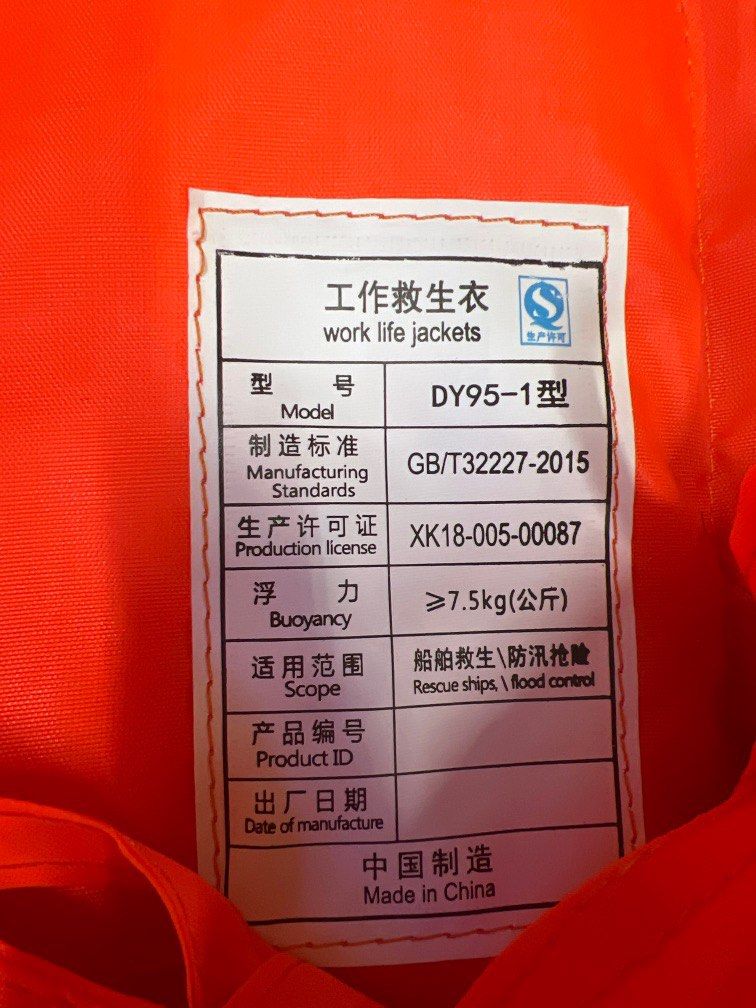 工作救生衣
work life jackets
生产许可
型 号 DY95-1型
Model
制造标准 GB/T32227-2015
Manufacturing
Standards
生产许可证 XK18-005-00087
Production license
浮 力 ≥7.5kg(公斤)
Buoyancy
适用范围 船舶救生\防汛抢险
Scope Rescue ships, \ flood control
产品编号
Product ID
出厂日期
Date of manufacture
中国制造
Made in China